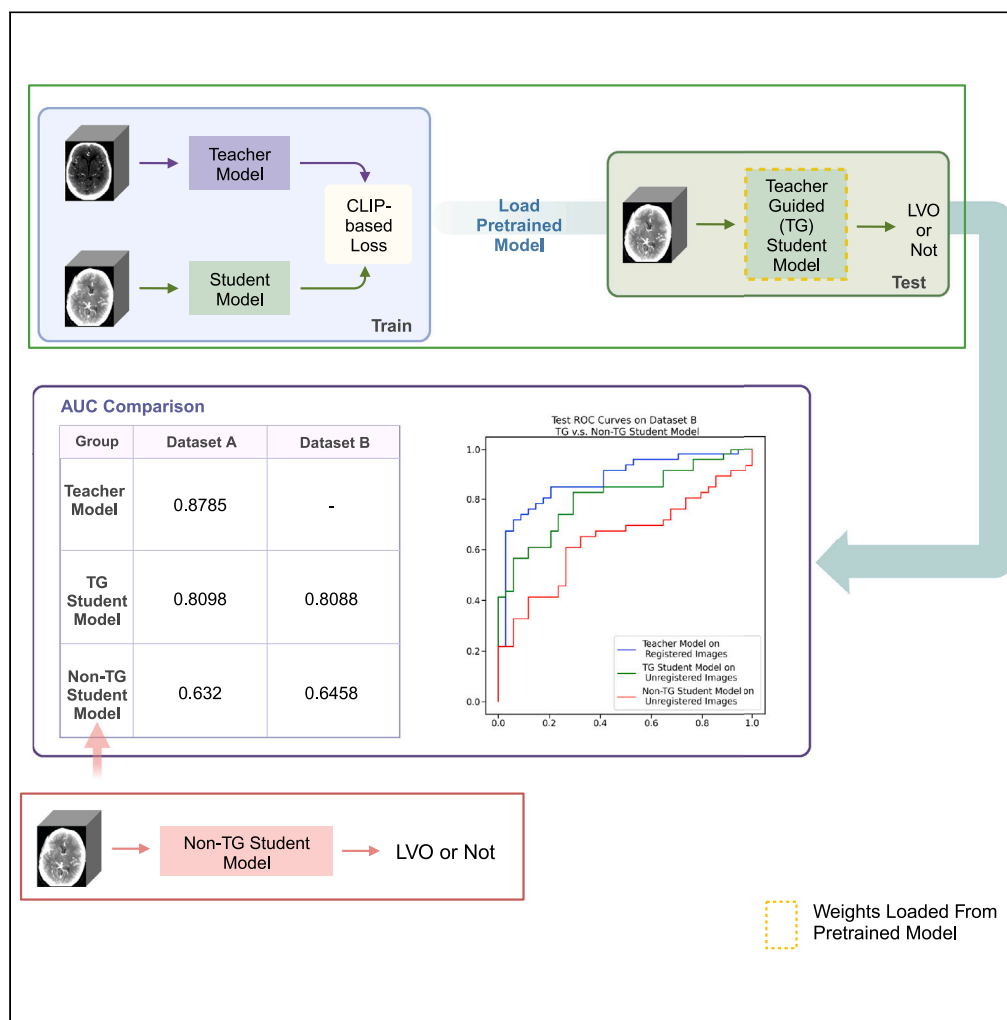 Teacher
Model
CLIP-
based
Loss
Student
Model
Train
Load
Pretrained
Model
Teacher
Guided
(TG)
Student
Model
LVO
or
Not
Test
AUC Comparison
Group Dataset A Dataset B
Teacher
Model
0.8785 -
TG
Student
Model
0.8098 0.8088
Non-TG
Student
Model
0.632 0.6458
Test ROC Curves on Dataset B
TG v.s. Non-TG Student Model
1.0
0.8
0.6
0.4
0.2
0.0
0.0 0.2 0.4 0.6 0.8 1.0
Teacher Model on
Registered Images
TG Student Model on
Unregistered Images
Non-TG Student Model on
Unregistered Images
Non-TG Student
Model
LVO or Not
Weights Loaded From
Pretrained Model